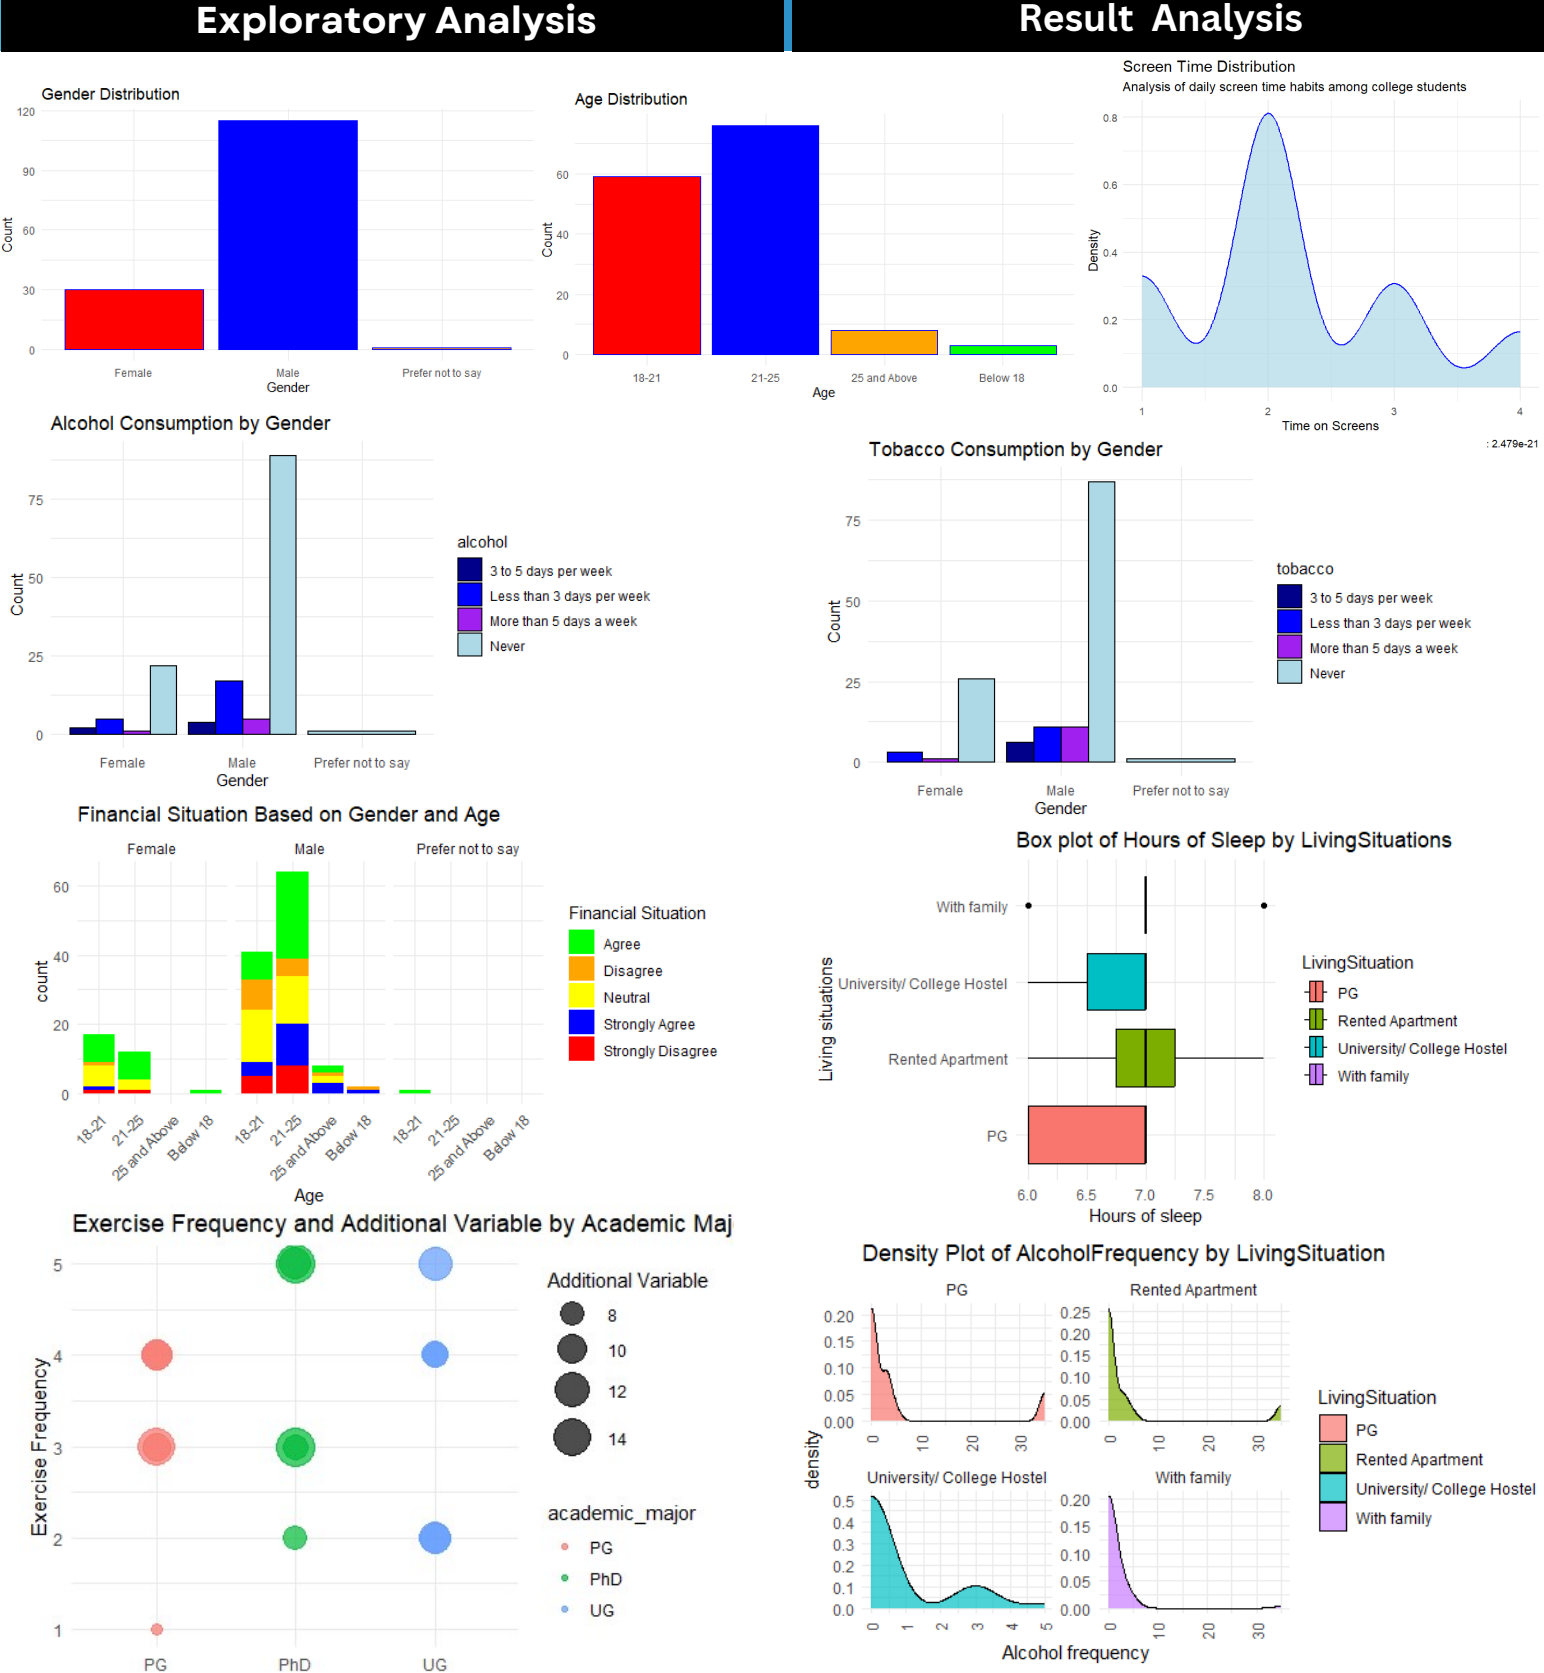 Exploratory Analysis
Result Analysis
Gender Distribution
120
90
60
30
0
Count
Female
Male
Prefer not to say
Gender
Age Distribution
60
40
20
0
Count
18-21
21-25
25 and Above
Below 18
Age
Screen Time Distribution
Analysis of daily screen time habits among college students
0.8
0.6
0.4
0.2
0.0
Density
1
2
3
4
Time on Screens
: 2.479e-21
Alcohol Consumption by Gender
75
50
25
0
Count
Female
Male
Prefer not to say
Gender
alcohol
3 to 5 days per week
Less than 3 days per week
More than 5 days a week
Never
Tobacco Consumption by Gender
75
50
25
0
Count
Female
Male
Prefer not to say
Gender
tobacco
3 to 5 days per week
Less than 3 days per week
More than 5 days a week
Never
Financial Situation Based on Gender and Age
Female
Male
Prefer not to say
60
40
20
0
count
18-21
21-25
25 and Above
Below 18
18-21
21-25
25 and Above
Below 18
18-21
21-25
25 and Above
Below 18
Age
Financial Situation
Agree
Disagree
Neutral
Strongly Agree
Strongly Disagree
Box plot of Hours of Sleep by LivingSituations
With family
University/ College Hostel
Rented Apartment
PG
Living situations
6.0
6.5
7.0
7.5
8.0
Hours of sleep
LivingSituation
PG
Rented Apartment
University/ College Hostel
With family
Exercise Frequency and Additional Variable by Academic Maj
5
4
3
2
1
Exercise Frequency
PG
PhD
UG
Additional Variable
8
10
12
14
academic_major
PG
PhD
UG
Density Plot of AlcoholFrequency by LivingSituation
PG
Rented Apartment
0.20
0.15
0.10
0.05
0.00
0
10
20
30
0.25
0.20
0.15
0.10
0.05
0.00
0
10
20
30
density
University/ College Hostel
With family
0.5
0.4
0.3
0.2
0.1
0.0
0
1
2
3
4
5
0.20
0.15
0.10
0.05
0.00
0
10
20
30
Alcohol frequency
LivingSituation
PG
Rented Apartment
University/ College Hostel
With family